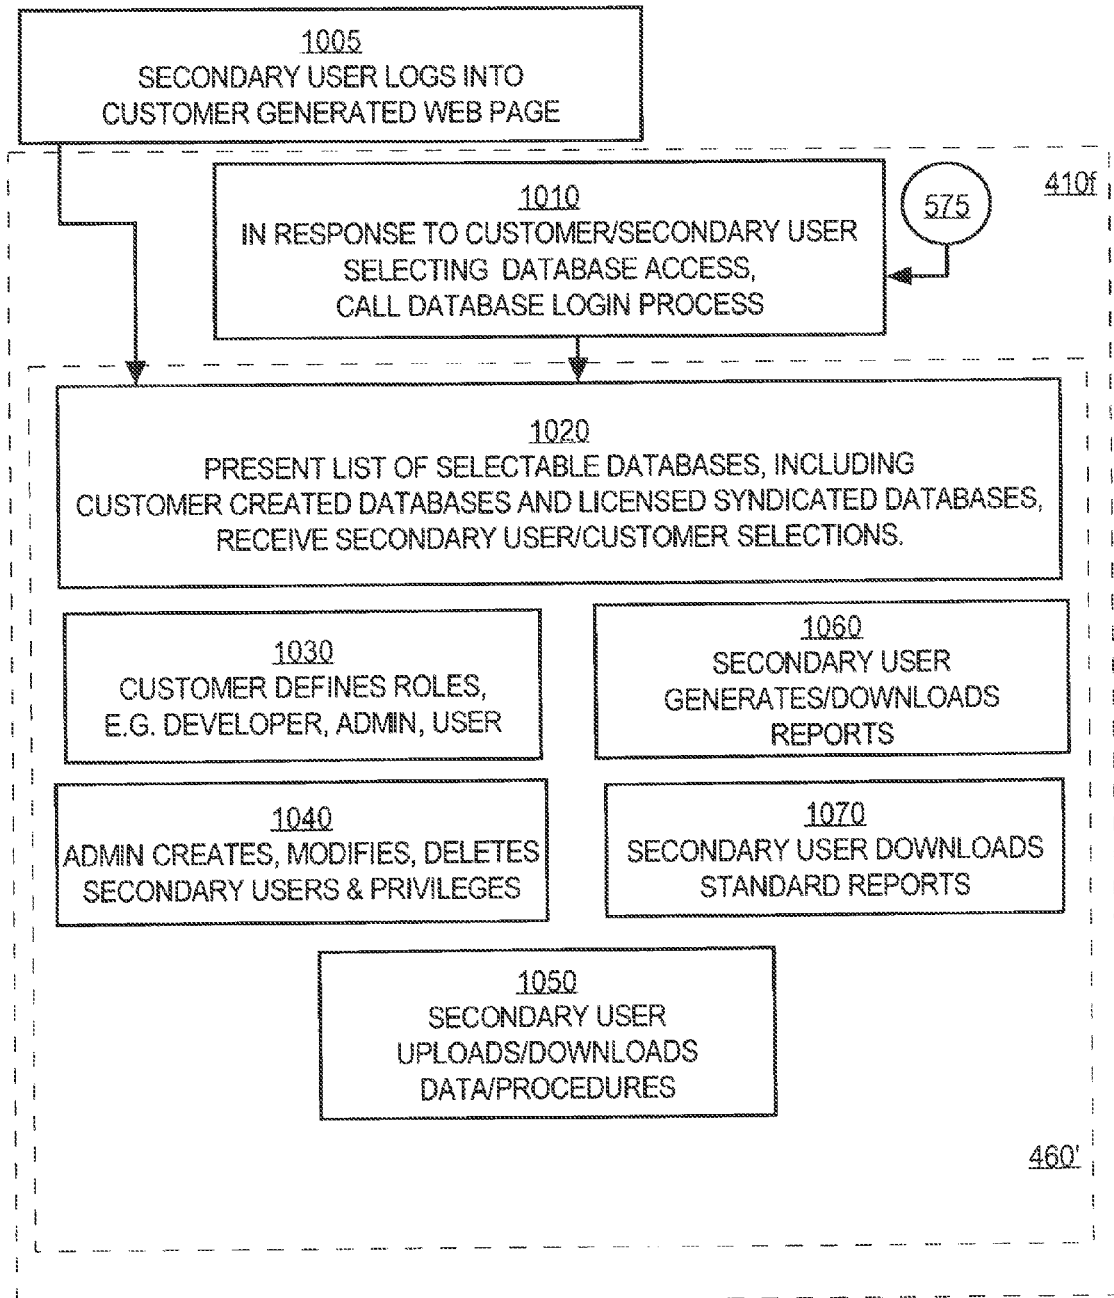 1005
SECONDARY USER LOGS INTO
CUSTOMER GENERATED WEB PAGE
410f
1010
IN RESPONSE TO CUSTOMER/SECONDARY USER
SELECTING DATABASE ACCESS,
CALL DATABASE LOGIN PROCESS
575
1020
PRESENT LIST OF SELECTABLE DATABASES, INCLUDING
CUSTOMER CREATED DATABASES AND LICENSED SYNDICATED DATABASES,
RECEIVE SECONDARY USER/CUSTOMER SELECTIONS.
1030
CUSTOMER DEFINES ROLES,
E.G. DEVELOPER, ADMIN, USER
1060
SECONDARY USER
GENERATES/DOWNLOADS
REPORTS
1040
ADMIN CREATES, MODIFIES, DELETES
SECONDARY USERS & PRIVILEGES
1070
SECONDARY USER DOWNLOADS
STANDARD REPORTS
1050
SECONDARY USER
UPLOADS/DOWNLOADS
DATA/PROCEDURES
460'